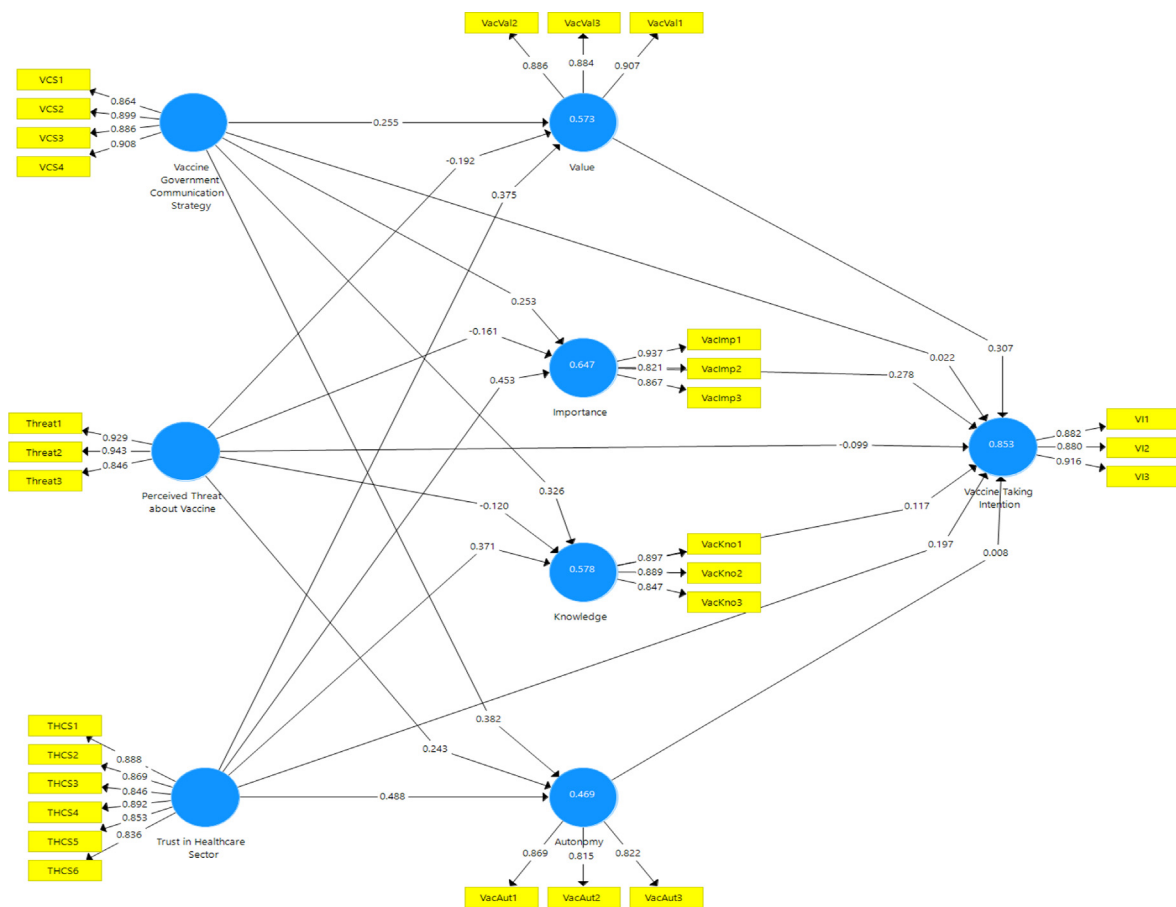 VacVal2
VacVal3
VacVal1
0.886
0.884
0.907
VCS1
VCS2
VCS3
VCS4
0.864
0.899
0.886
0.908
Vaccine
Government
Communication
Strategy
0.573
Value
0.255
-0.192
0.375
0.253
-0.161
0.453
0.647
Importance
0.937
0.821
0.867
VacImp1
VacImp2
VacImp3
0.022
0.307
0.278
Threat1
Threat2
Threat3
0.929
0.943
0.846
Perceived Threat
about Vaccine
-0.099
0.853
Vaccine Taking
Intention
0.882
0.880
0.916
VI1
VI2
VI3
0.326
-0.120
0.371
0.578
Knowledge
0.897
0.889
0.847
VacKno1
VacKno2
VacKno3
0.117
0.197
0.008
THCS1
THCS2
THCS3
THCS4
THCS5
THCS6
0.888
0.869
0.846
0.892
0.853
0.836
Trust in Healthcare
Sector
0.382
0.243
0.488
0.469
Autonomy
0.869
0.815
0.822
VacAut1
VacAut2
VacAut3